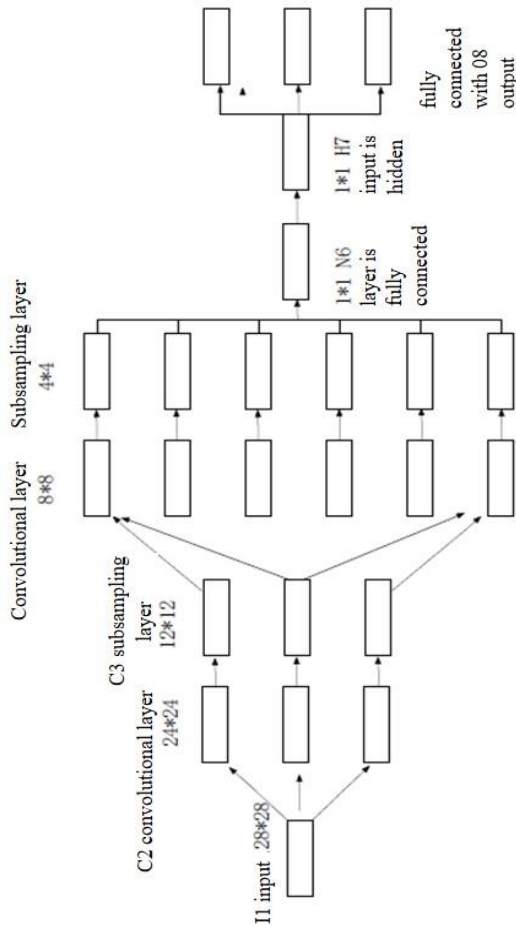 I1 input .28*28
C2 convolutional layer
24*24
C3 subsampling
layer
12*12
Convolutional layer
8*8
Subsampling layer
4*4
1*1 N6
layer is
fully
connected
1*1 H7
input is
hidden
fully
connected
with 08
output